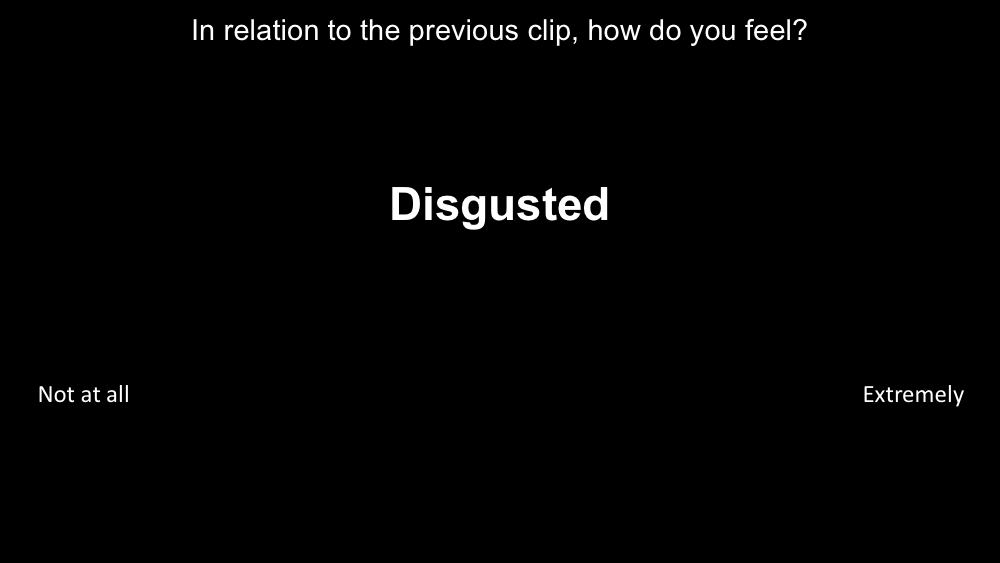 In relation to the previous clip, how do you feel?
Disgusted
Not at all
Extremely